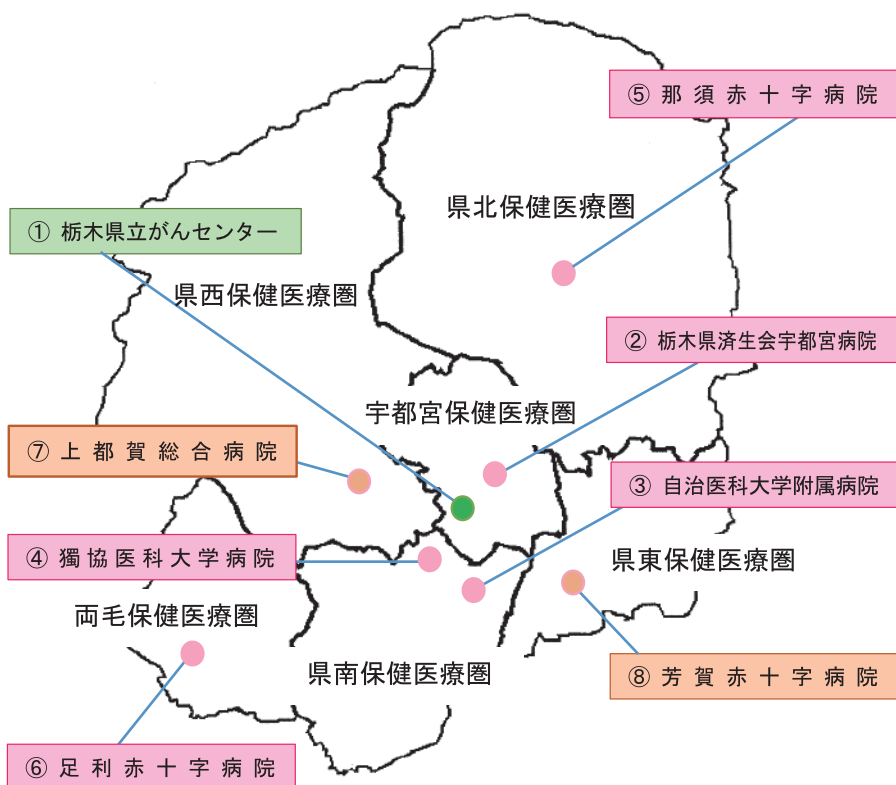 ⑤ 那須赤十字病院
県北保健医療圏
① 栃木県立がんセンター
県西保健医療圏
② 栃木県済生会宇都宮病院
宇都宮保健医療圏
⑦ 上都賀総合病院
③ 自治医科大学附属病院
④ 獨協医科大学病院
県東保健医療圏
両毛保健医療圏
県南保健医療圏
⑧ 芳賀赤十字病院
⑥ 足利赤十字病院